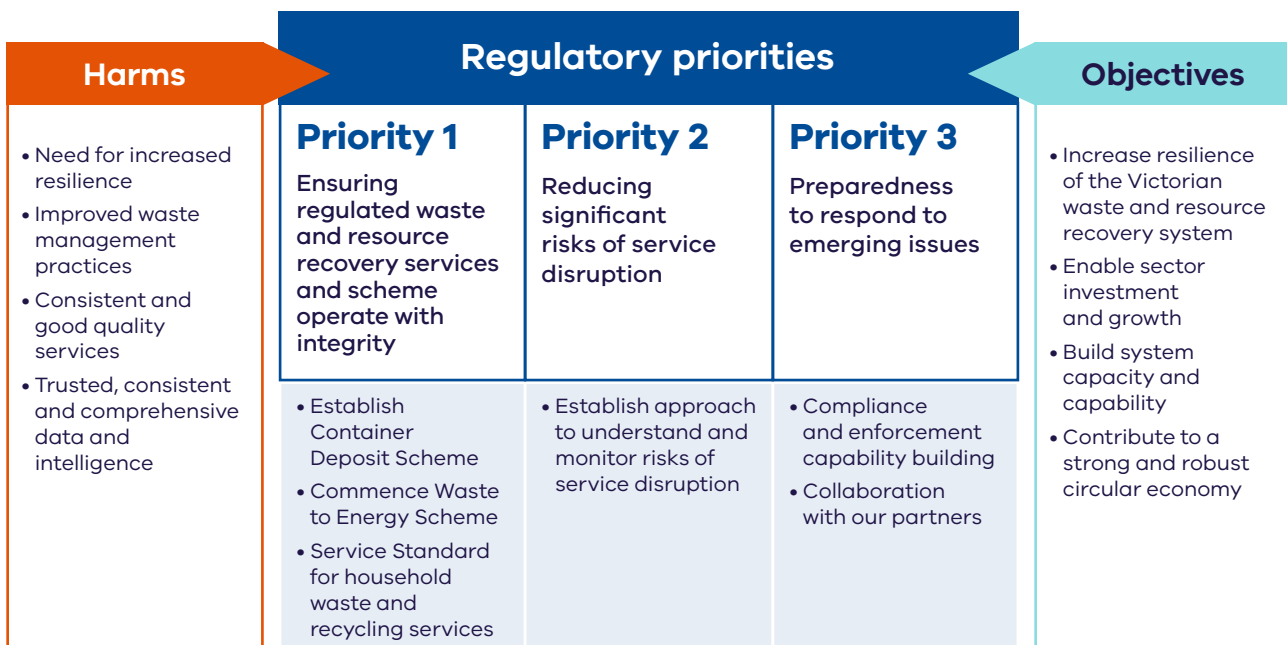 Harms
• Need for increased
resilience
• Improved waste
management
practices
• Consistent and
good quality
services
• Trusted, consistent
and comprehensive
data and
intelligence
Regulatory priorities
Priority 1
Ensuring
regulated waste
and resource
recovery services
and scheme
operate with
integrity
• Establish
Container
Deposit Scheme
• Commence Waste
to Energy Scheme
• Service Standard
for household
waste and
recycling services
Priority 2
Reducing
significant
risks of service
disruption
• Establish approach
to understand and
monitor risks of
service disruption
Priority 3
Preparedness
to respond to
emerging issues
• Compliance
and enforcement
capability building
• Collaboration
with our partners
Objectives
• Increase resilience
of the Victorian
waste and resource
recovery system
• Enable sector
investment
and growth
• Build system
capacity and
capability
• Contribute to a
strong and robust
circular economy